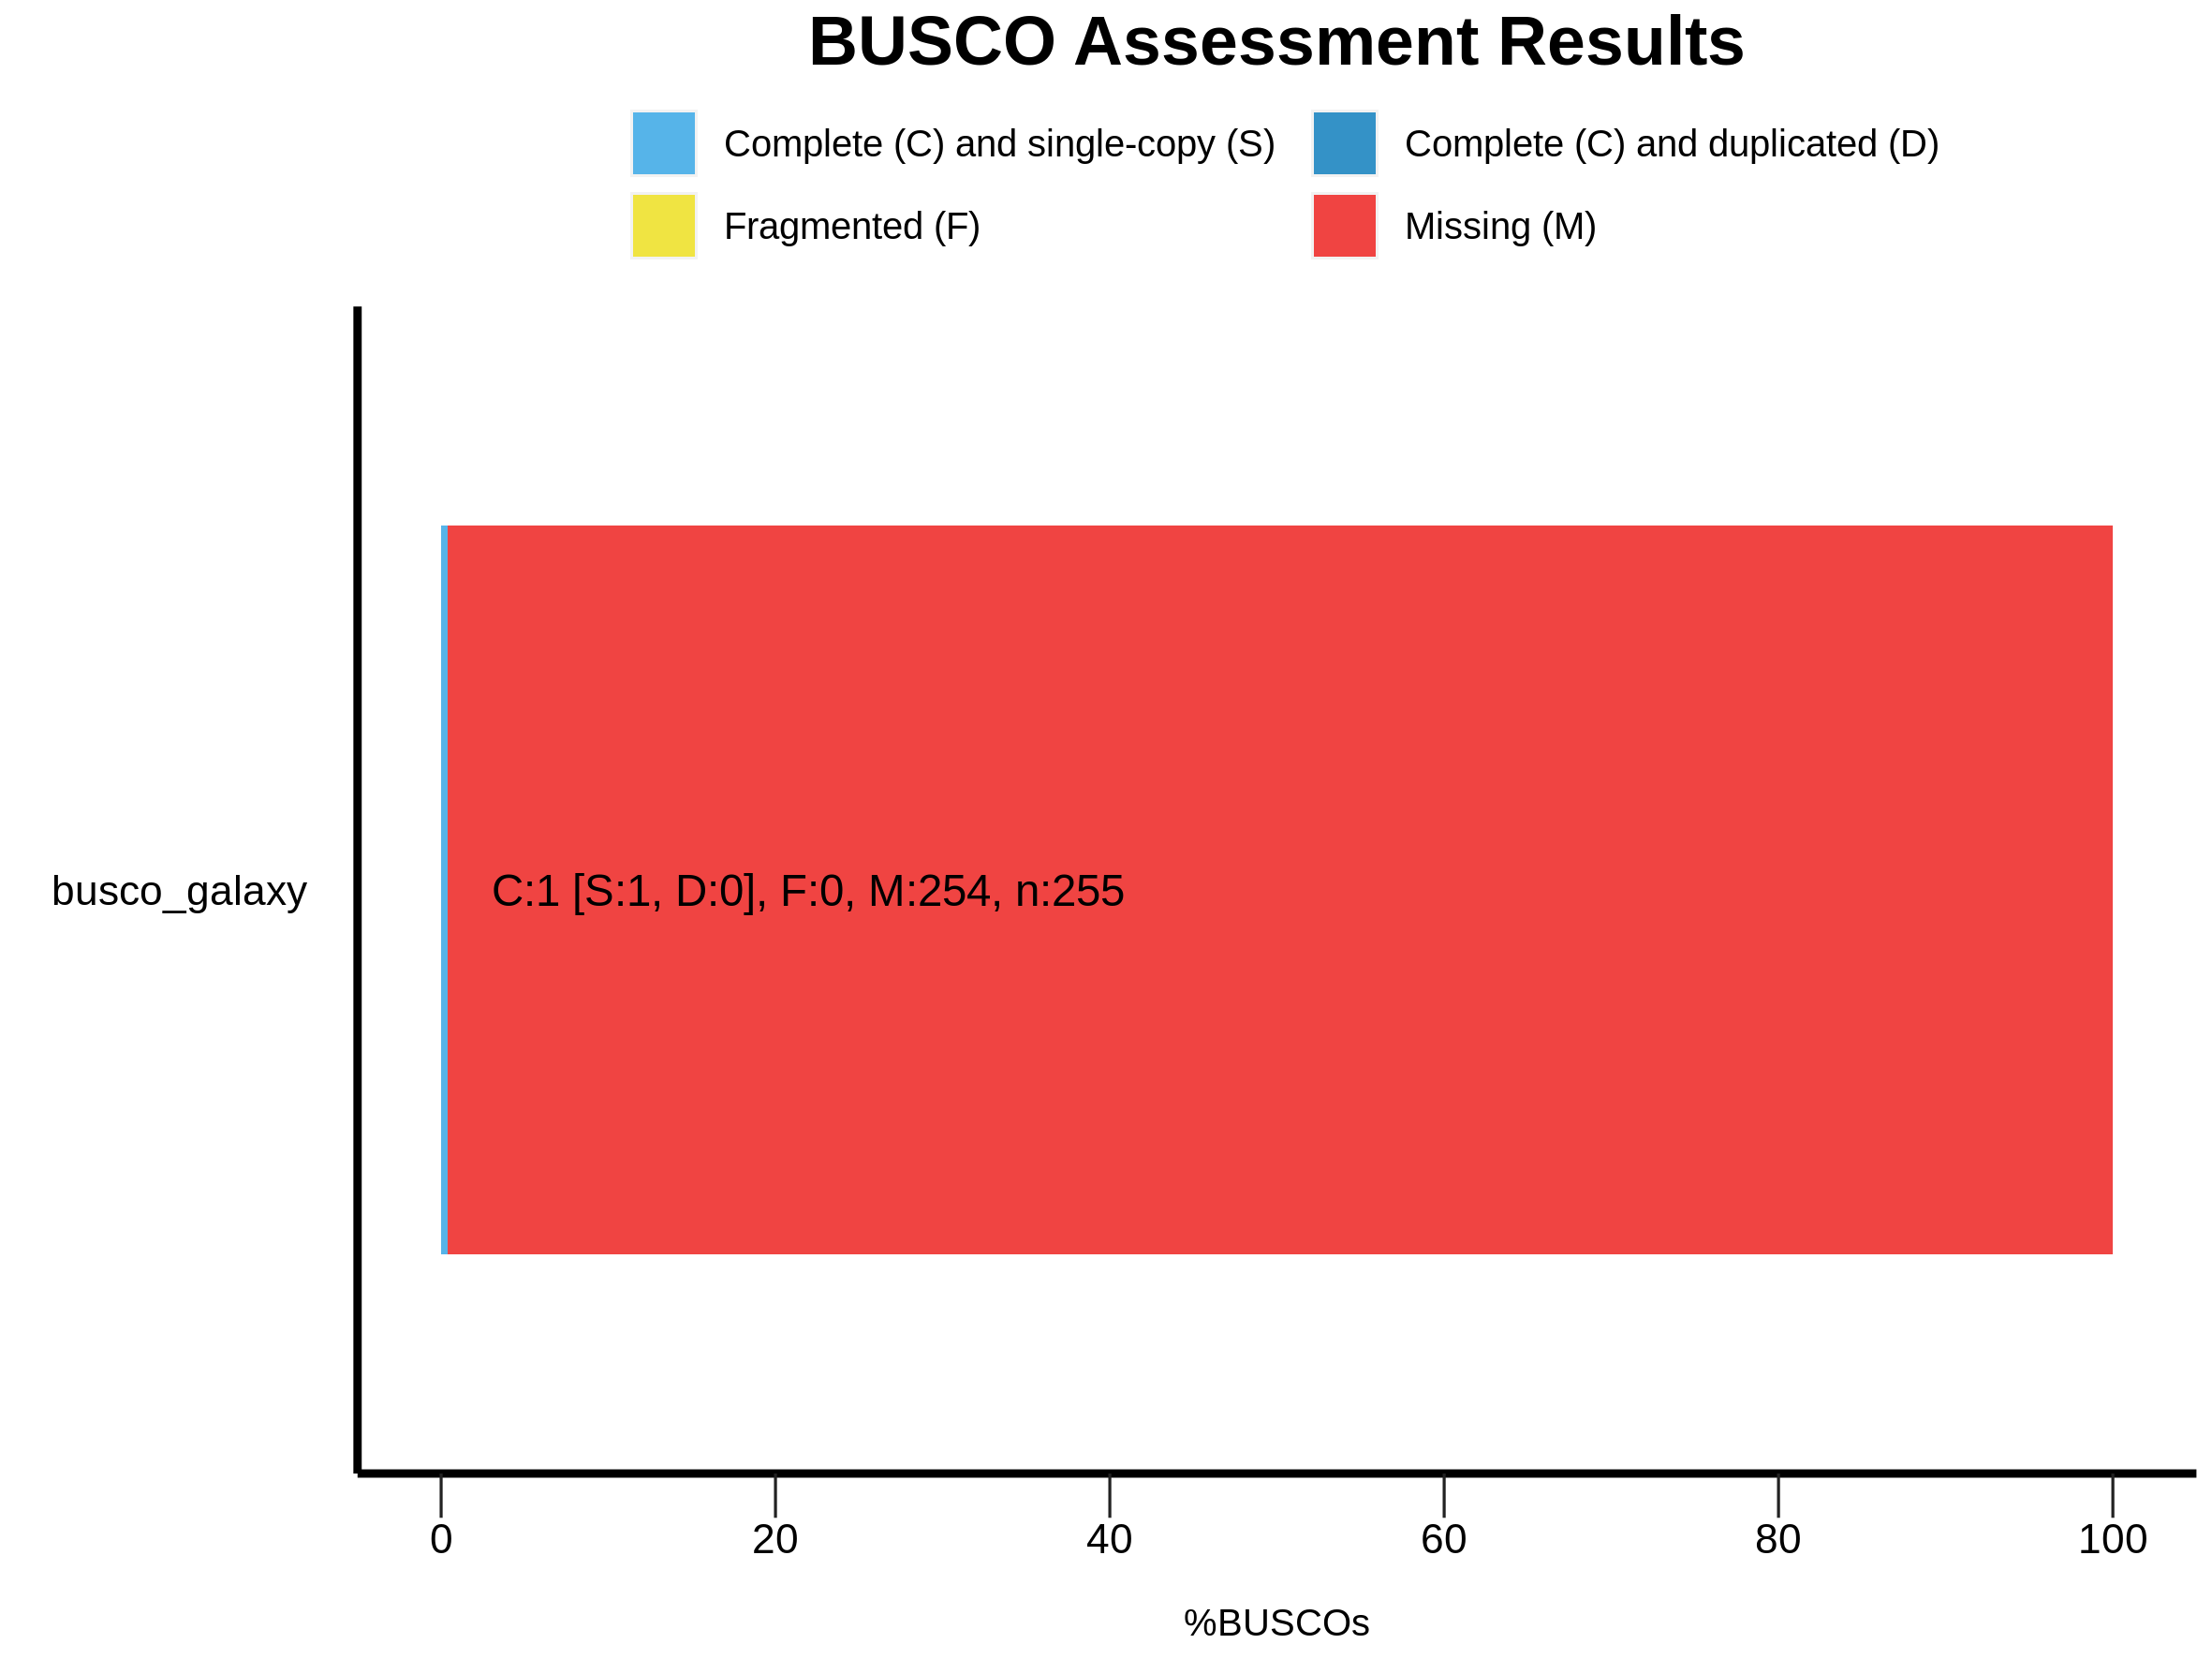 BUSCO Assessment Results
Complete (C) and single-copy (S)
Complete (C) and duplicated (D)
Fragmented (F)
Missing (M)
busco_galaxy
C:1 [S:1, D:0], F:0, M:254, n:255
0
20
40
60
80
100
%BUSCOs